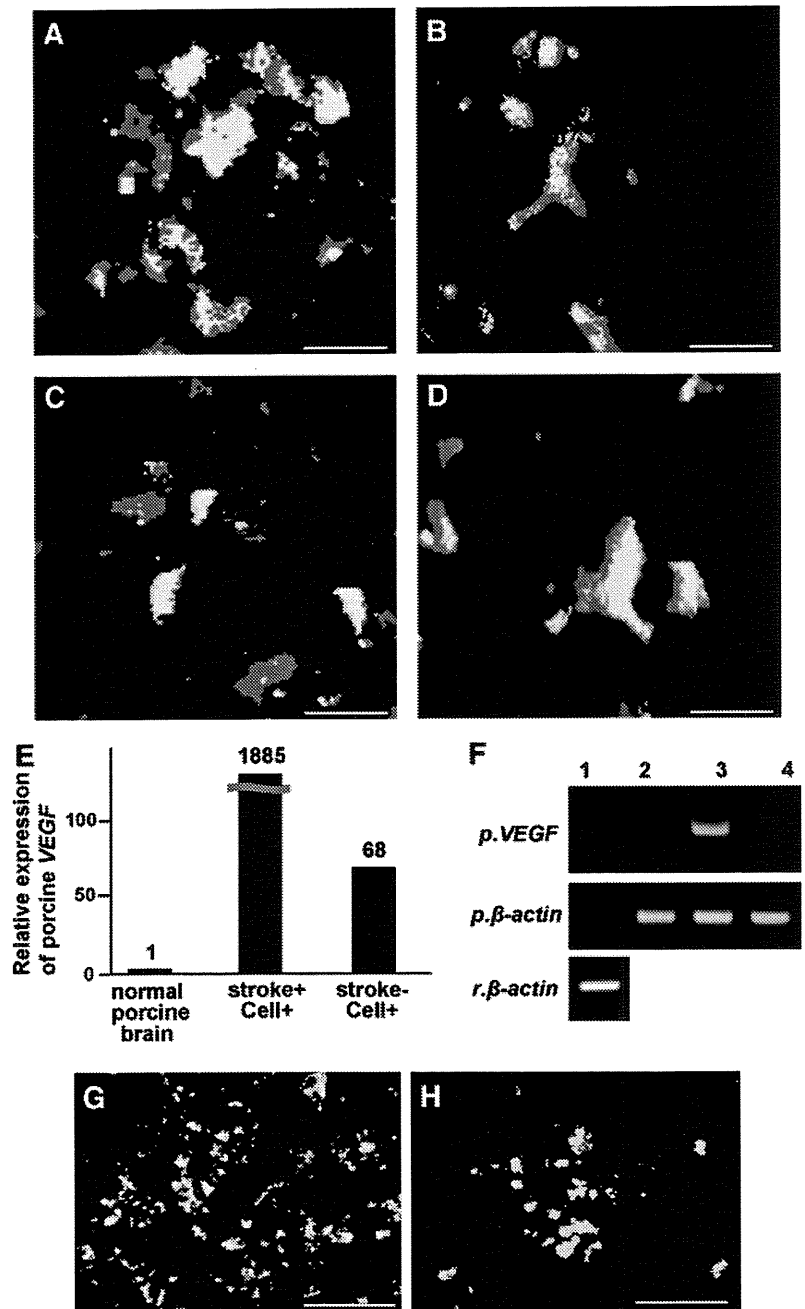 A
B
C
D
E
Relative expression
of porcine VEGF
1885
100
68
50
1
0
normal
porcine
brain
stroke+
Cell+
stroke-
Cell+
F
1 2 3 4
p.VEGF
p.β-actin
r.β-actin
G
H